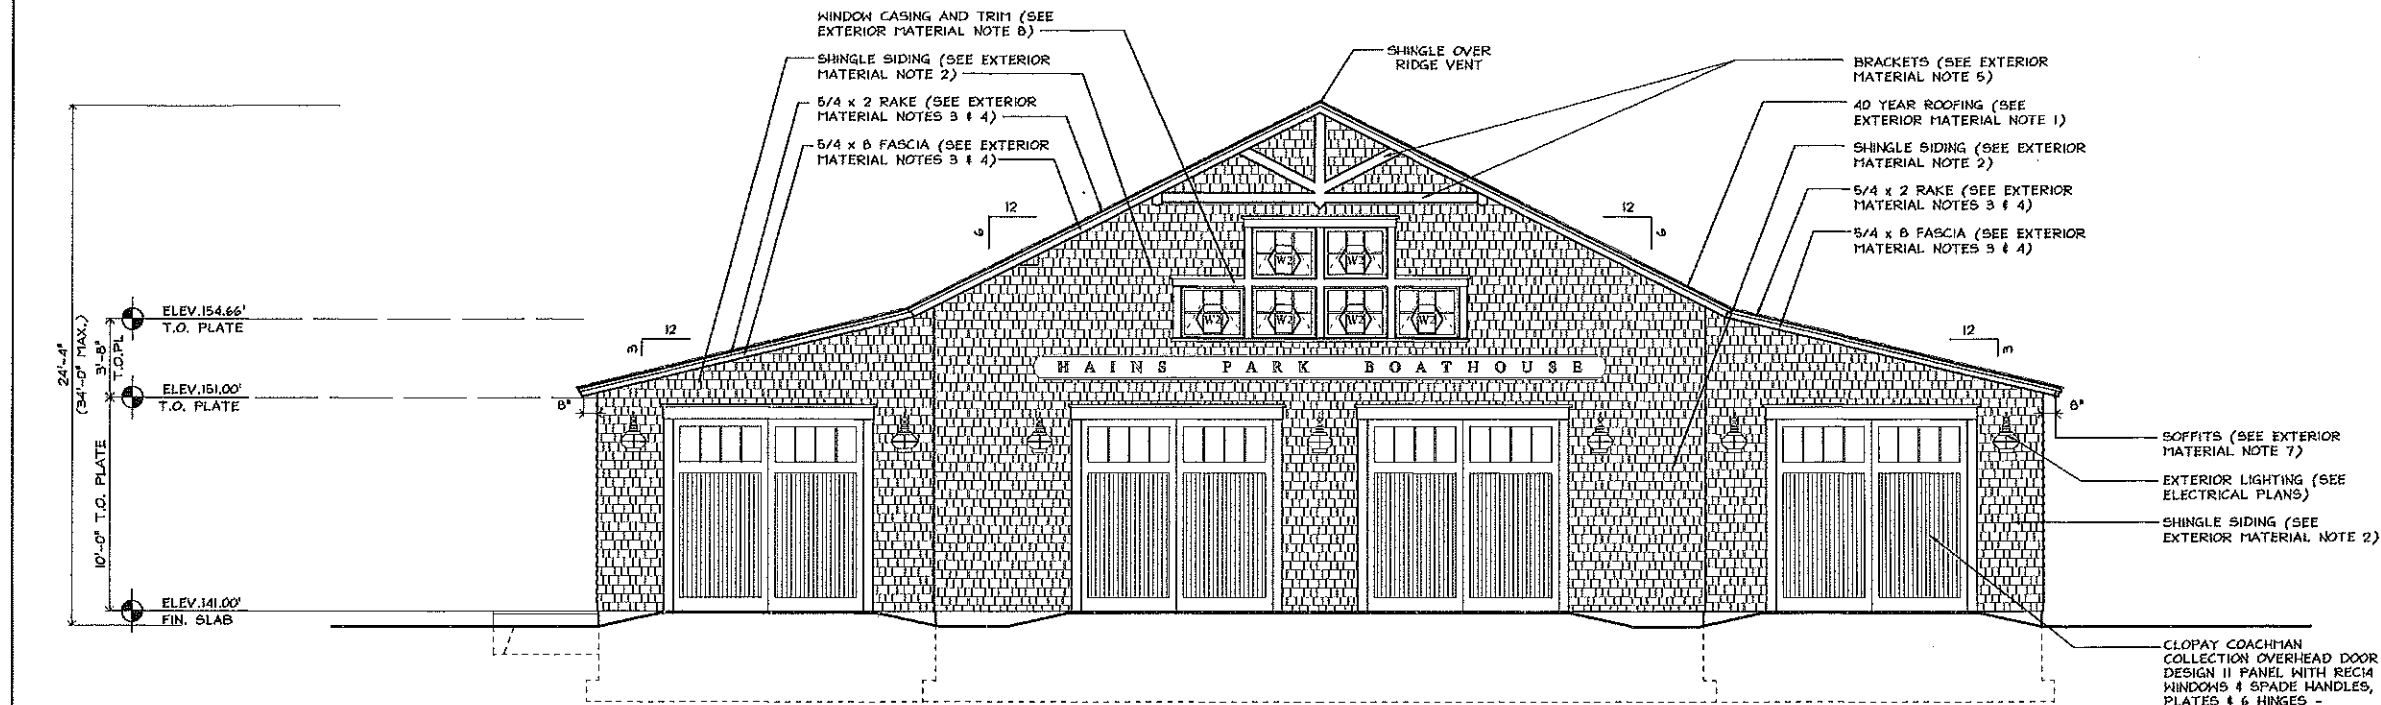 WINDOW CASING AND TRIM (SEE
EXTERIOR MATERIAL NOTE 8)
SHINGLE SIDING (SEE EXTERIOR
MATERIAL NOTE 2)
5/4 x 2 RAKE (SEE EXTERIOR
MATERIAL NOTES 3 & 4)
5/4 x 8 FASCIA (SEE EXTERIOR
MATERIAL NOTES 3 & 4)
SHINGLE OVER
RIDGE VENT
BRACKETS (SEE EXTERIOR
MATERIAL NOTE 5)
40 YEAR ROOFING (SEE
EXTERIOR MATERIAL NOTE 1)
SHINGLE SIDING (SEE EXTERIOR
MATERIAL NOTE 2)
5/4 x 2 RAKE (SEE EXTERIOR
MATERIAL NOTES 3 & 4)
5/4 x 8 FASCIA (SEE EXTERIOR
MATERIAL NOTES 3 & 4)
12
6
12
6
W2
W2
W2
W2
W2
W2
ELEV.154.66'
T.O. PLATE
12
3
12
3
24'-4"
(34'-0" MAX.)
3'-8"
T.O.PL
HAINS PARK BOATHOUSE
ELEV.151.00'
T.O. PLATE
8"
8"
10'-0" T.O. PLATE
SOFFITS (SEE EXTERIOR
MATERIAL NOTE 7)
EXTERIOR LIGHTING (SEE
ELECTRICAL PLANS)
SHINGLE SIDING (SEE
EXTERIOR MATERIAL NOTE 2)
ELEV.141.00'
FIN. SLAB
CLOPAY COACHMAN
COLLECTION OVERHEAD DOOR
DESIGN 11 PANEL WITH REC14
WINDOWS & SPADE HANDLES,
PLATES & 6 HINGES -